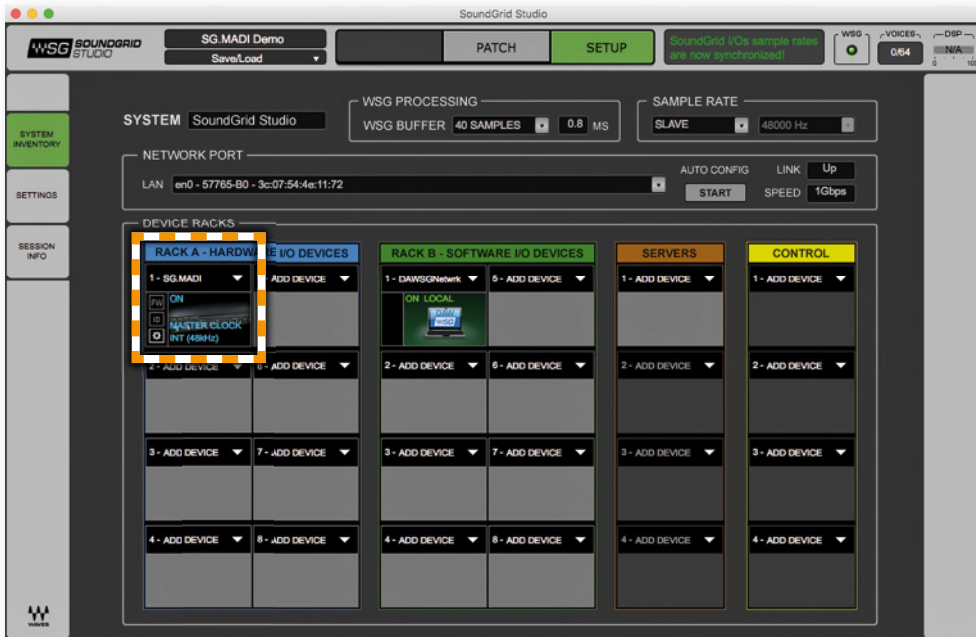 SoundGrid Studio
WSG SOUNDGRID STUDIO
SG.MADI Demo
Save/Load
PATCH
SETUP
SoundGrid I/Os sample rates
are now synchronized!
WSG
VOICES
0/64
DSP
N/A
0
SYSTEM
INVENTORY
SETTINGS
SESSION
INFO
WAVES
SYSTEM SoundGrid Studio
WSG PROCESSING
WSG BUFFER 40 SAMPLES 0.8 MS
SAMPLE RATE
SLAVE 48000 Hz
NETWORK PORT
LAN en0 - 57765-B0 - 3c:07:54:4e:11:72
AUTO CONFIG
START
LINK Up
SPEED 1Gbps
DEVICE RACKS
RACK A - HARDWARE I/O DEVICES
1 - SG.MADI
- ADD DEVICE
FW
ID
ON
MASTER CLOCK
INT (48kHz)
2 - ADD DEVICE
6 - ADD DEVICE
3 - ADD DEVICE
7 - ADD DEVICE
4 - ADD DEVICE
8 - ADD DEVICE
RACK B - SOFTWARE I/O DEVICES
1 - DAWSGNetwrk
5 - ADD DEVICE
ON LOCAL
WSG
2 - ADD DEVICE
6 - ADD DEVICE
3 - ADD DEVICE
7 - ADD DEVICE
4 - ADD DEVICE
8 - ADD DEVICE
SERVERS
1 - ADD DEVICE
2 - ADD DEVICE
3 - ADD DEVICE
4 - ADD DEVICE
CONTROL
1 - ADD DEVICE
2 - ADD DEVICE
3 - ADD DEVICE
4 - ADD DEVICE